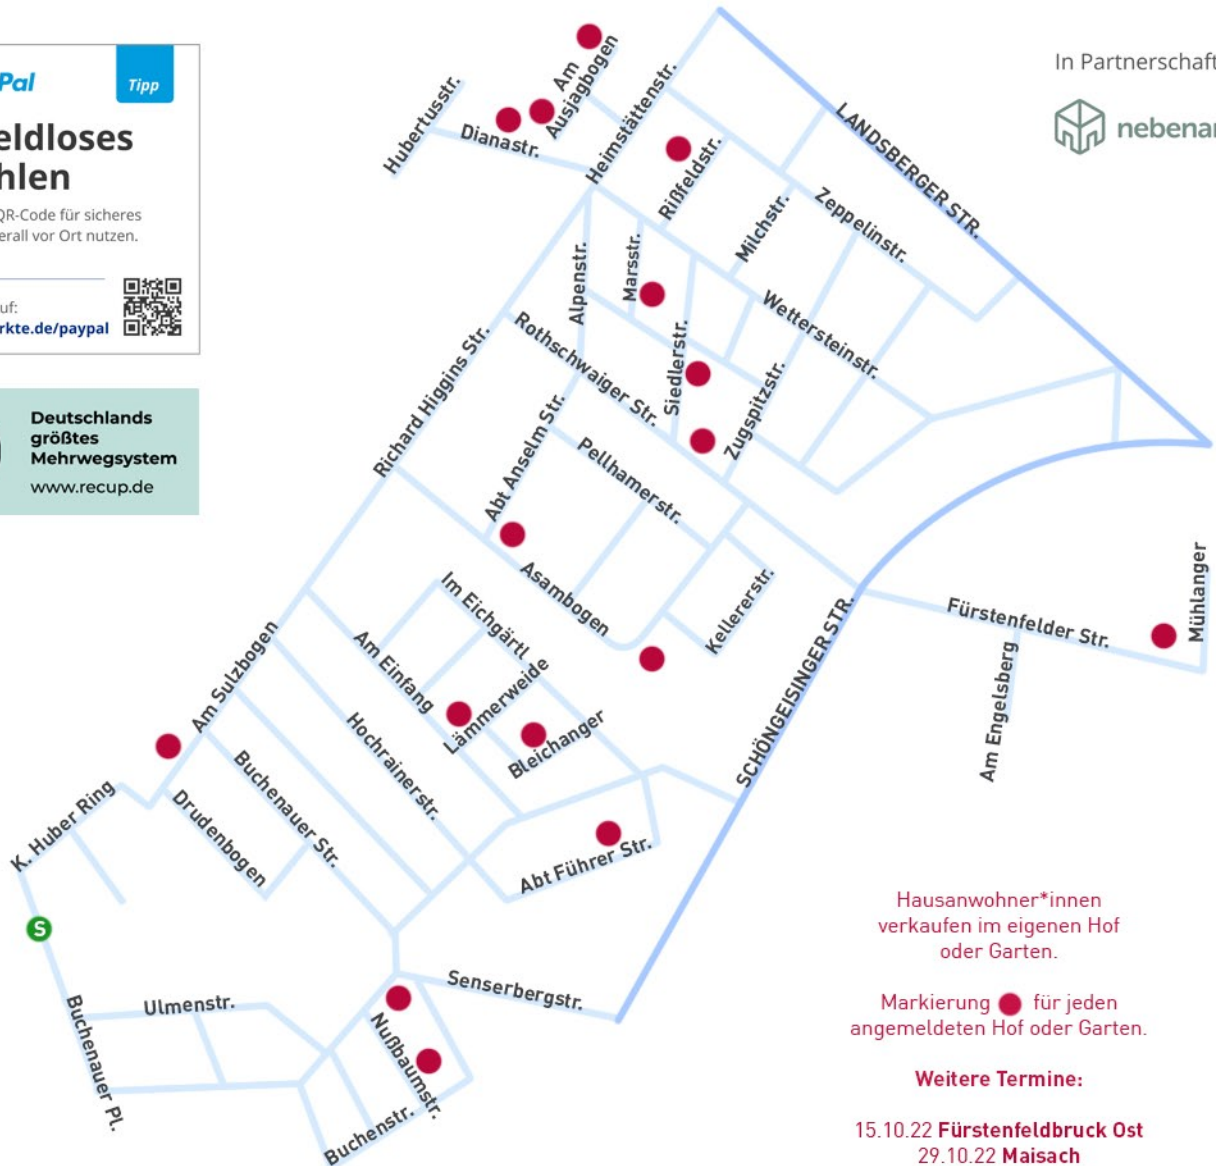 Pal
Tipp
eldloses
hlen
QR-Code für sicheres
erall vor Ort nutzen.
uf:
rkte.de/paypal
Deutschlands
größtes
Mehrwegsystem
www.recup.de
In Partnerschaft
nebenan
Am
Ausjagbogen
Hubertusstr.
Dianastr.
Heimstättenstr.
LANDSBERGER STR.
Rißfeldstr.
Milchstr.
Zeppelinstr.
Alpenstr.
Marsstr.
Siedlerstr.
Wettersteinstr.
Rothschwaiger Str.
Zugspitzstr.
Richard Higgins Str.
Abt Anselm Str.
Pellhamerstr.
Asambogen
Kellererstr.
Im Eichgärtl
Am Einfang
Lämmerweide
Bleichanger
SCHÖNGEISINGER STR.
Fürstenfelder Str.
Mühlanger
Am Engelsberg
Am Sulzbogen
Hochrainerstr.
Buchenauer Str.
Drudenbogen
K. Huber Ring
Abt Führer Str.
S
Buchenauer Pl.
Ulmenstr.
Senserbergstr.
Nußbaumstr.
Buchenstr.
Hausanwohner*innen
verkaufen im eigenen Hof
oder Garten.
Markierung für jeden
angemeldeten Hof oder Garten.
Weitere Termine:
15.10.22 Fürstenfeldbruck Ost
29.10.22 Maisach